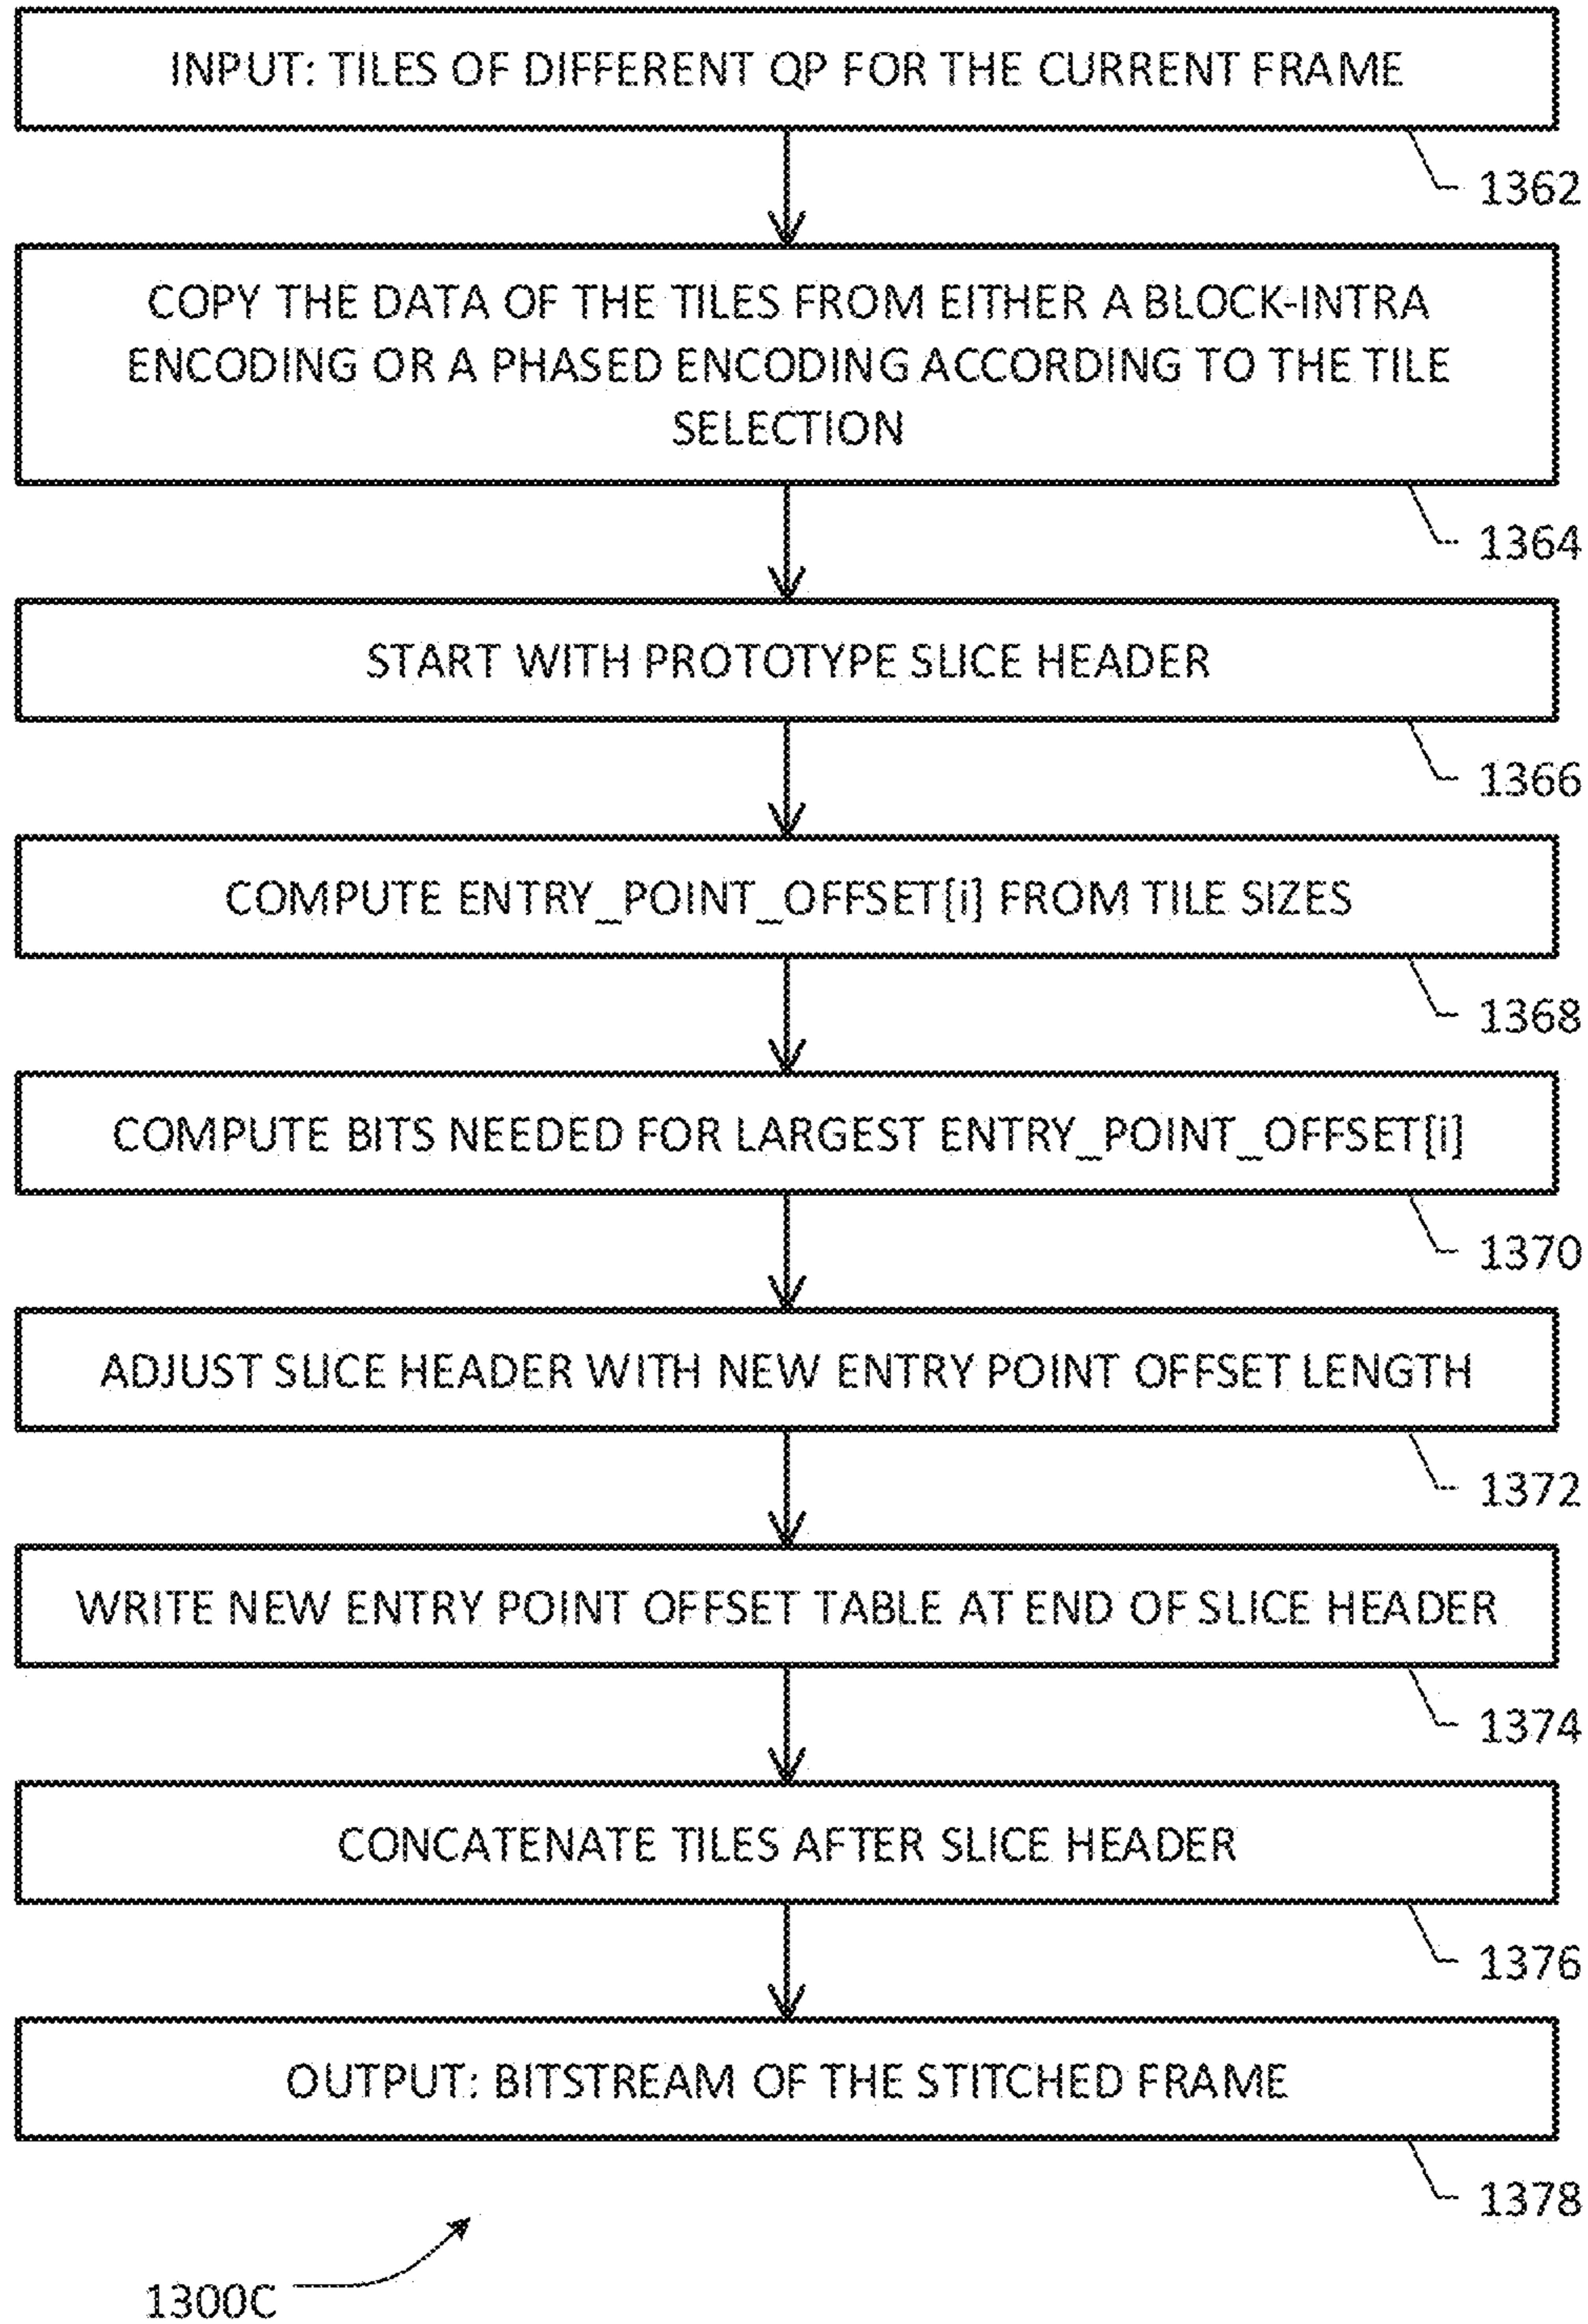 INPUT: TILES OF DIFFERENT QP FOR THE CURRENT FRAME
1362
COPY THE DATA OF THE TILES FROM EITHER A BLOCK-INTRA
ENCODING OR A PHASED ENCODING ACCORDING TO THE TILE
SELECTION
1364
START WITH PROTOTYPE SLICE HEADER
1366
COMPUTE ENTRY_POINT_OFFSET[i] FROM TILE SIZES
1368
COMPUTE BITS NEEDED FOR LARGEST ENTRY_POINT_OFFSET[i]
1370
ADJUST SLICE HEADER WITH NEW ENTRY POINT OFFSET LENGTH
1372
WRITE NEW ENTRY POINT OFFSET TABLE AT END OF SLICE HEADER
1374
CONCATENATE TILES AFTER SLICE HEADER
1376
OUTPUT: BITSTREAM OF THE STITCHED FRAME
1378
1300C